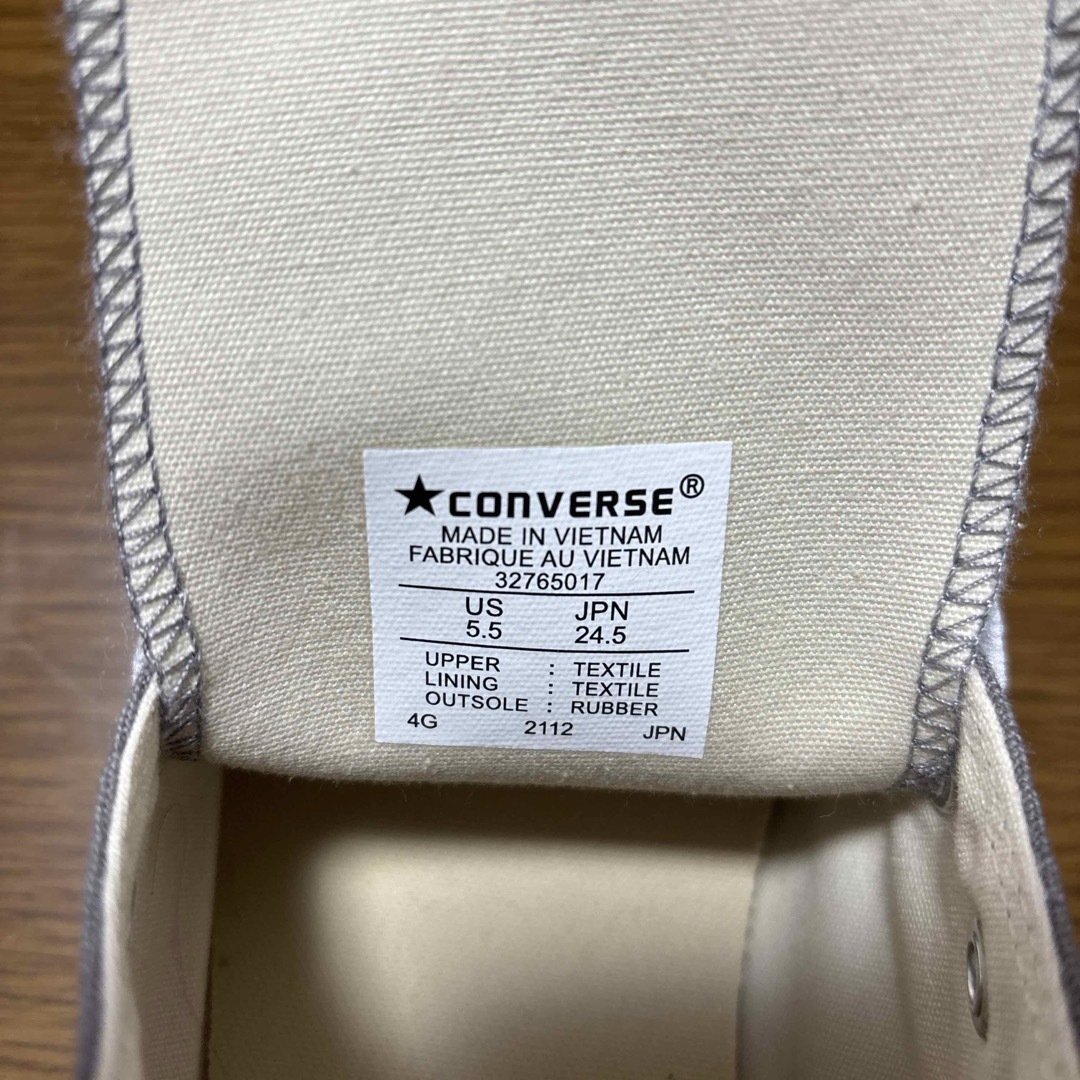 ★CONVERSE®
MADE IN VIETNAM
FABRIQUE AU VIETNAM
32765017
US JPN
5.5 24.5
UPPER : TEXTILE
LINING : TEXTILE
OUTSOLE : RUBBER
4G 2112 JPN